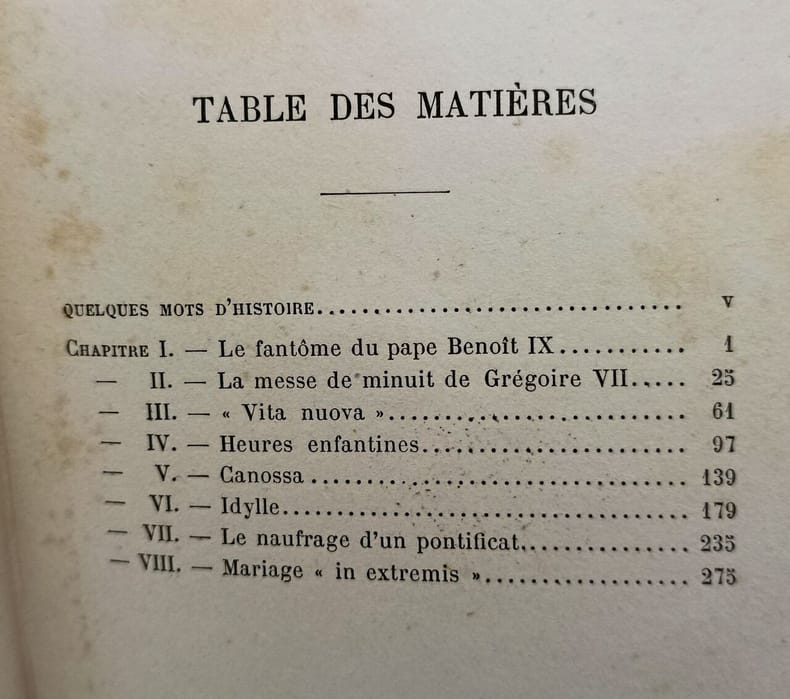 TABLE DES MATIÈRES
QUELQUES MOTS D'HISTOIRE................................. V
CHAPITRE I. — Le fantôme du pape Benoît IX........... 1
— II. — La messe de minuit de Grégoire VII..... 25
— III. — « Vita nuova ».......................... 61
— IV. — Heures enfantines....................... 97
— V. — Canossa ................................. 139
— VI. — Idylle................................... 179
— VII. — Le naufrage d'un pontificat............... 235
— VIII. — Mariage « in extremis ».................. 275